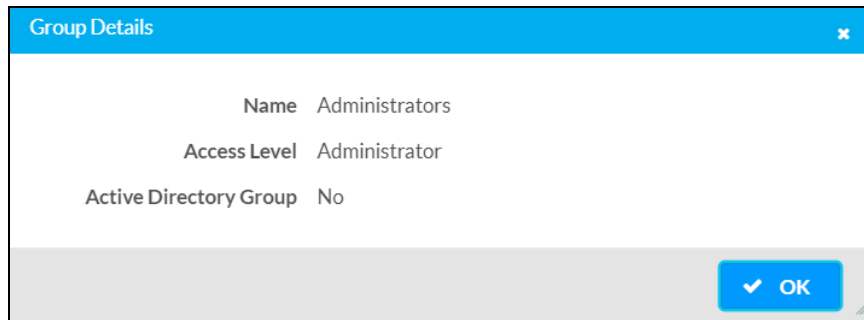 Group Details
Name Administrators
Access Level Administrator
Active Directory Group No
OK